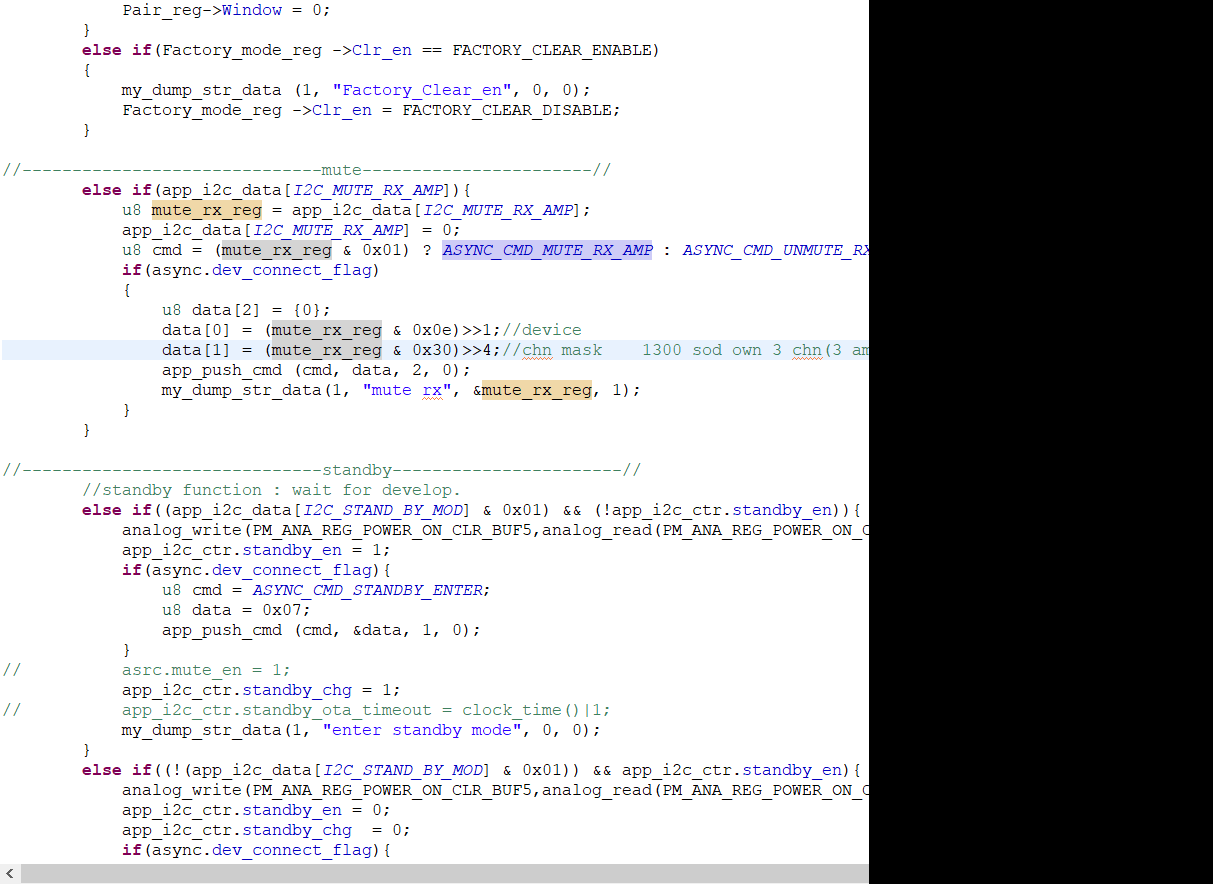 Pair_reg->Window = 0;
}
else if(Factory_mode_reg ->Clr_en == FACTORY_CLEAR_ENABLE)
{
my_dump_str_data (1, "Factory_Clear_en", 0, 0);
Factory_mode_reg ->Clr_en = FACTORY_CLEAR_DISABLE;
}
//------------------------------mute-----------------------//
else if(app_i2c_data[I2C_MUTE_RX_AMP]){
u8 mute_rx_reg = app_i2c_data[I2C_MUTE_RX_AMP];
app_i2c_data[I2C_MUTE_RX_AMP] = 0;
u8 cmd = (mute_rx_reg & 0x01) ? ASYNC_CMD_MUTE_RX_AMP : ASYNC_CMD_UNMUTE_RX
if(async.dev_connect_flag)
{
u8 data[2] = {0};
data[0] = (mute_rx_reg & 0x0e)>>1;//device
data[1] = (mute_rx_reg & 0x30)>>4;//chn mask    1300 sod own 3 chn(3 am
app_push_cmd (cmd, data, 2, 0);
my_dump_str_data(1, "mute rx", &mute_rx_reg, 1);
}
}
//------------------------------standby-----------------------//
//standby function : wait for develop.
else if((app_i2c_data[I2C_STAND_BY_MOD] & 0x01) && (!app_i2c_ctr.standby_en)){
analog_write(PM_ANA_REG_POWER_ON_CLR_BUF5,analog_read(PM_ANA_REG_POWER_ON_C
app_i2c_ctr.standby_en = 1;
if(async.dev_connect_flag){
u8 cmd = ASYNC_CMD_STANDBY_ENTER;
u8 data = 0x07;
app_push_cmd (cmd, &data, 1, 0);
}
//          asrc.mute_en = 1;
app_i2c_ctr.standby_chg = 1;
//          app_i2c_ctr.standby_ota_timeout = clock_time()|1;
my_dump_str_data(1, "enter standby mode", 0, 0);
}
else if((!(app_i2c_data[I2C_STAND_BY_MOD] & 0x01)) && app_i2c_ctr.standby_en){
analog_write(PM_ANA_REG_POWER_ON_CLR_BUF5,analog_read(PM_ANA_REG_POWER_ON_C
app_i2c_ctr.standby_en = 0;
app_i2c_ctr.standby_chg  = 0;
if(async.dev_connect_flag){